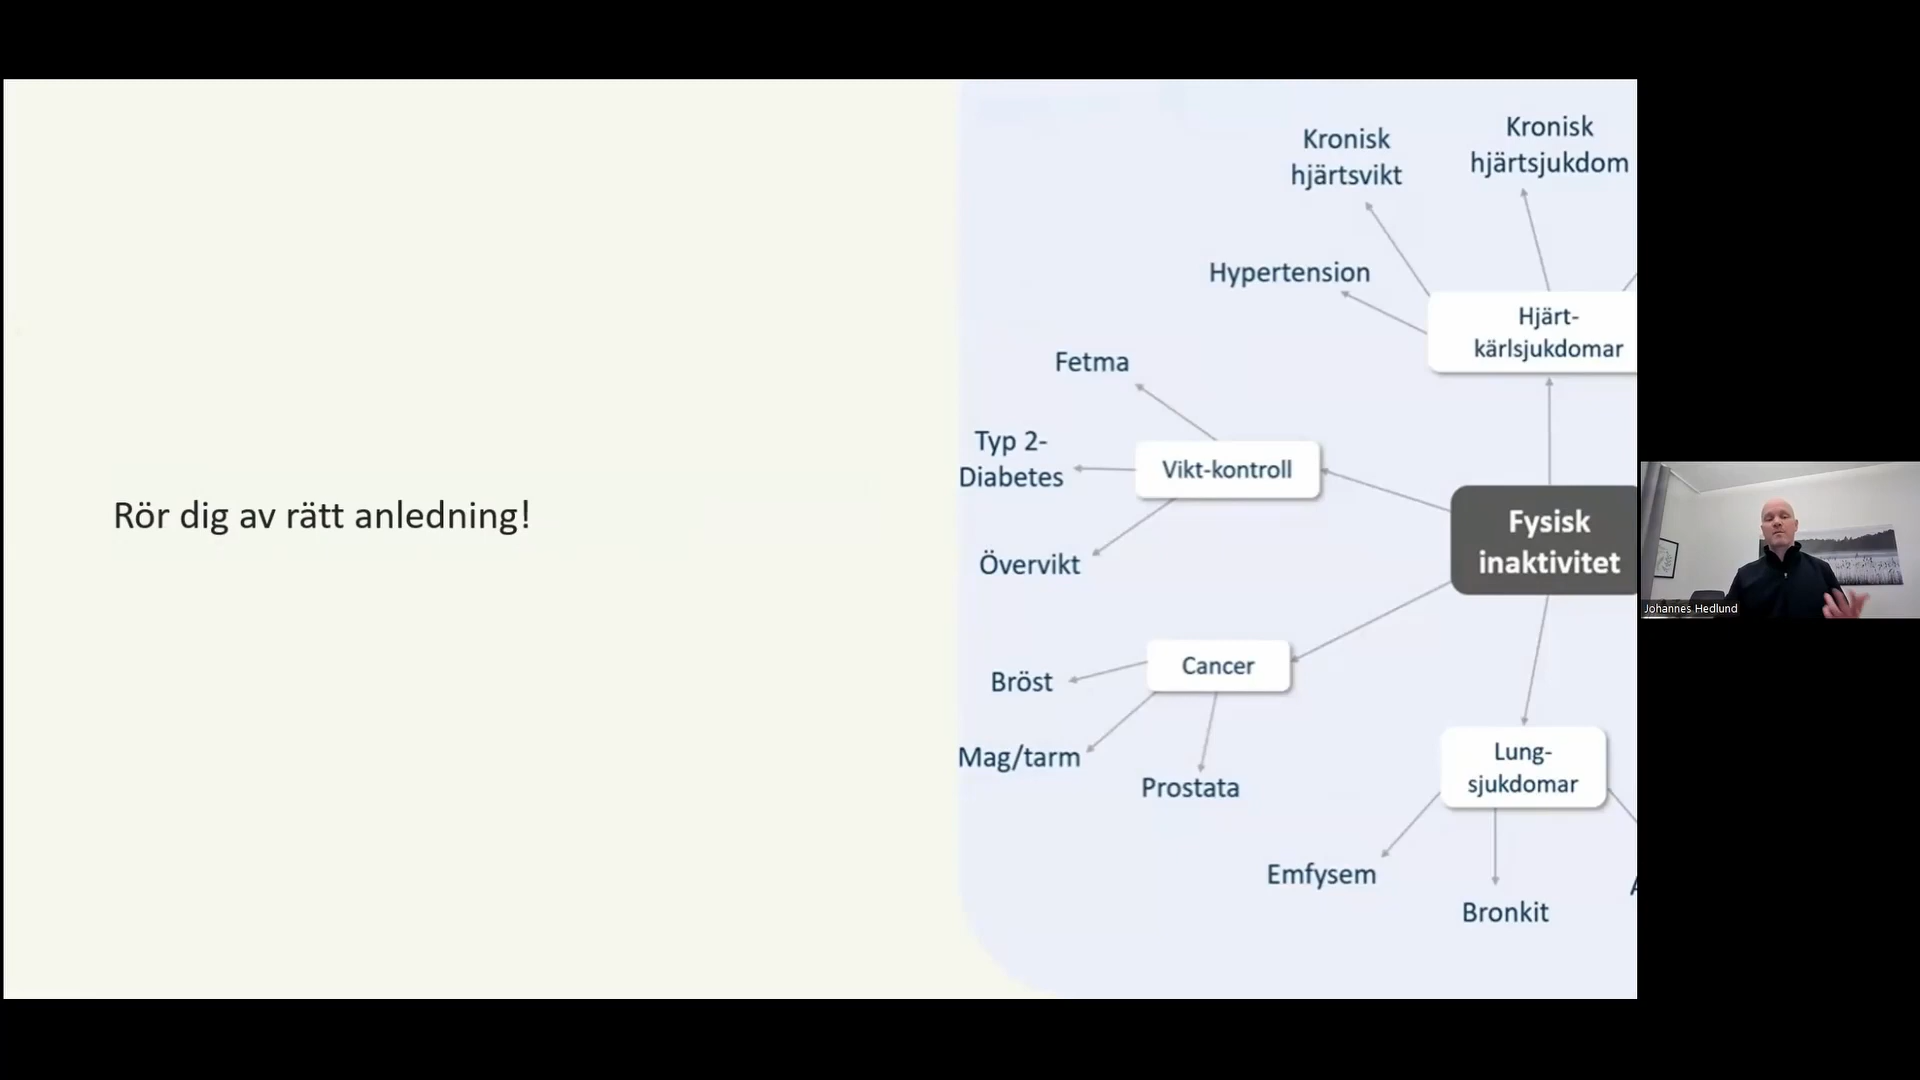 Rör dig av rätt anledning!
Kronisk
hjärtsvikt
Kronisk
hjärtsjukdom
Hypertension
Hjärt-
kärlsjukdomar
Fetma
Typ 2-
Diabetes
Vikt-kontroll
Övervikt
Fysisk
inaktivitet
Cancer
Bröst
Mag/tarm
Prostata
Lung-
sjukdomar
Emfysem
Bronkit
Johannes Hedlund